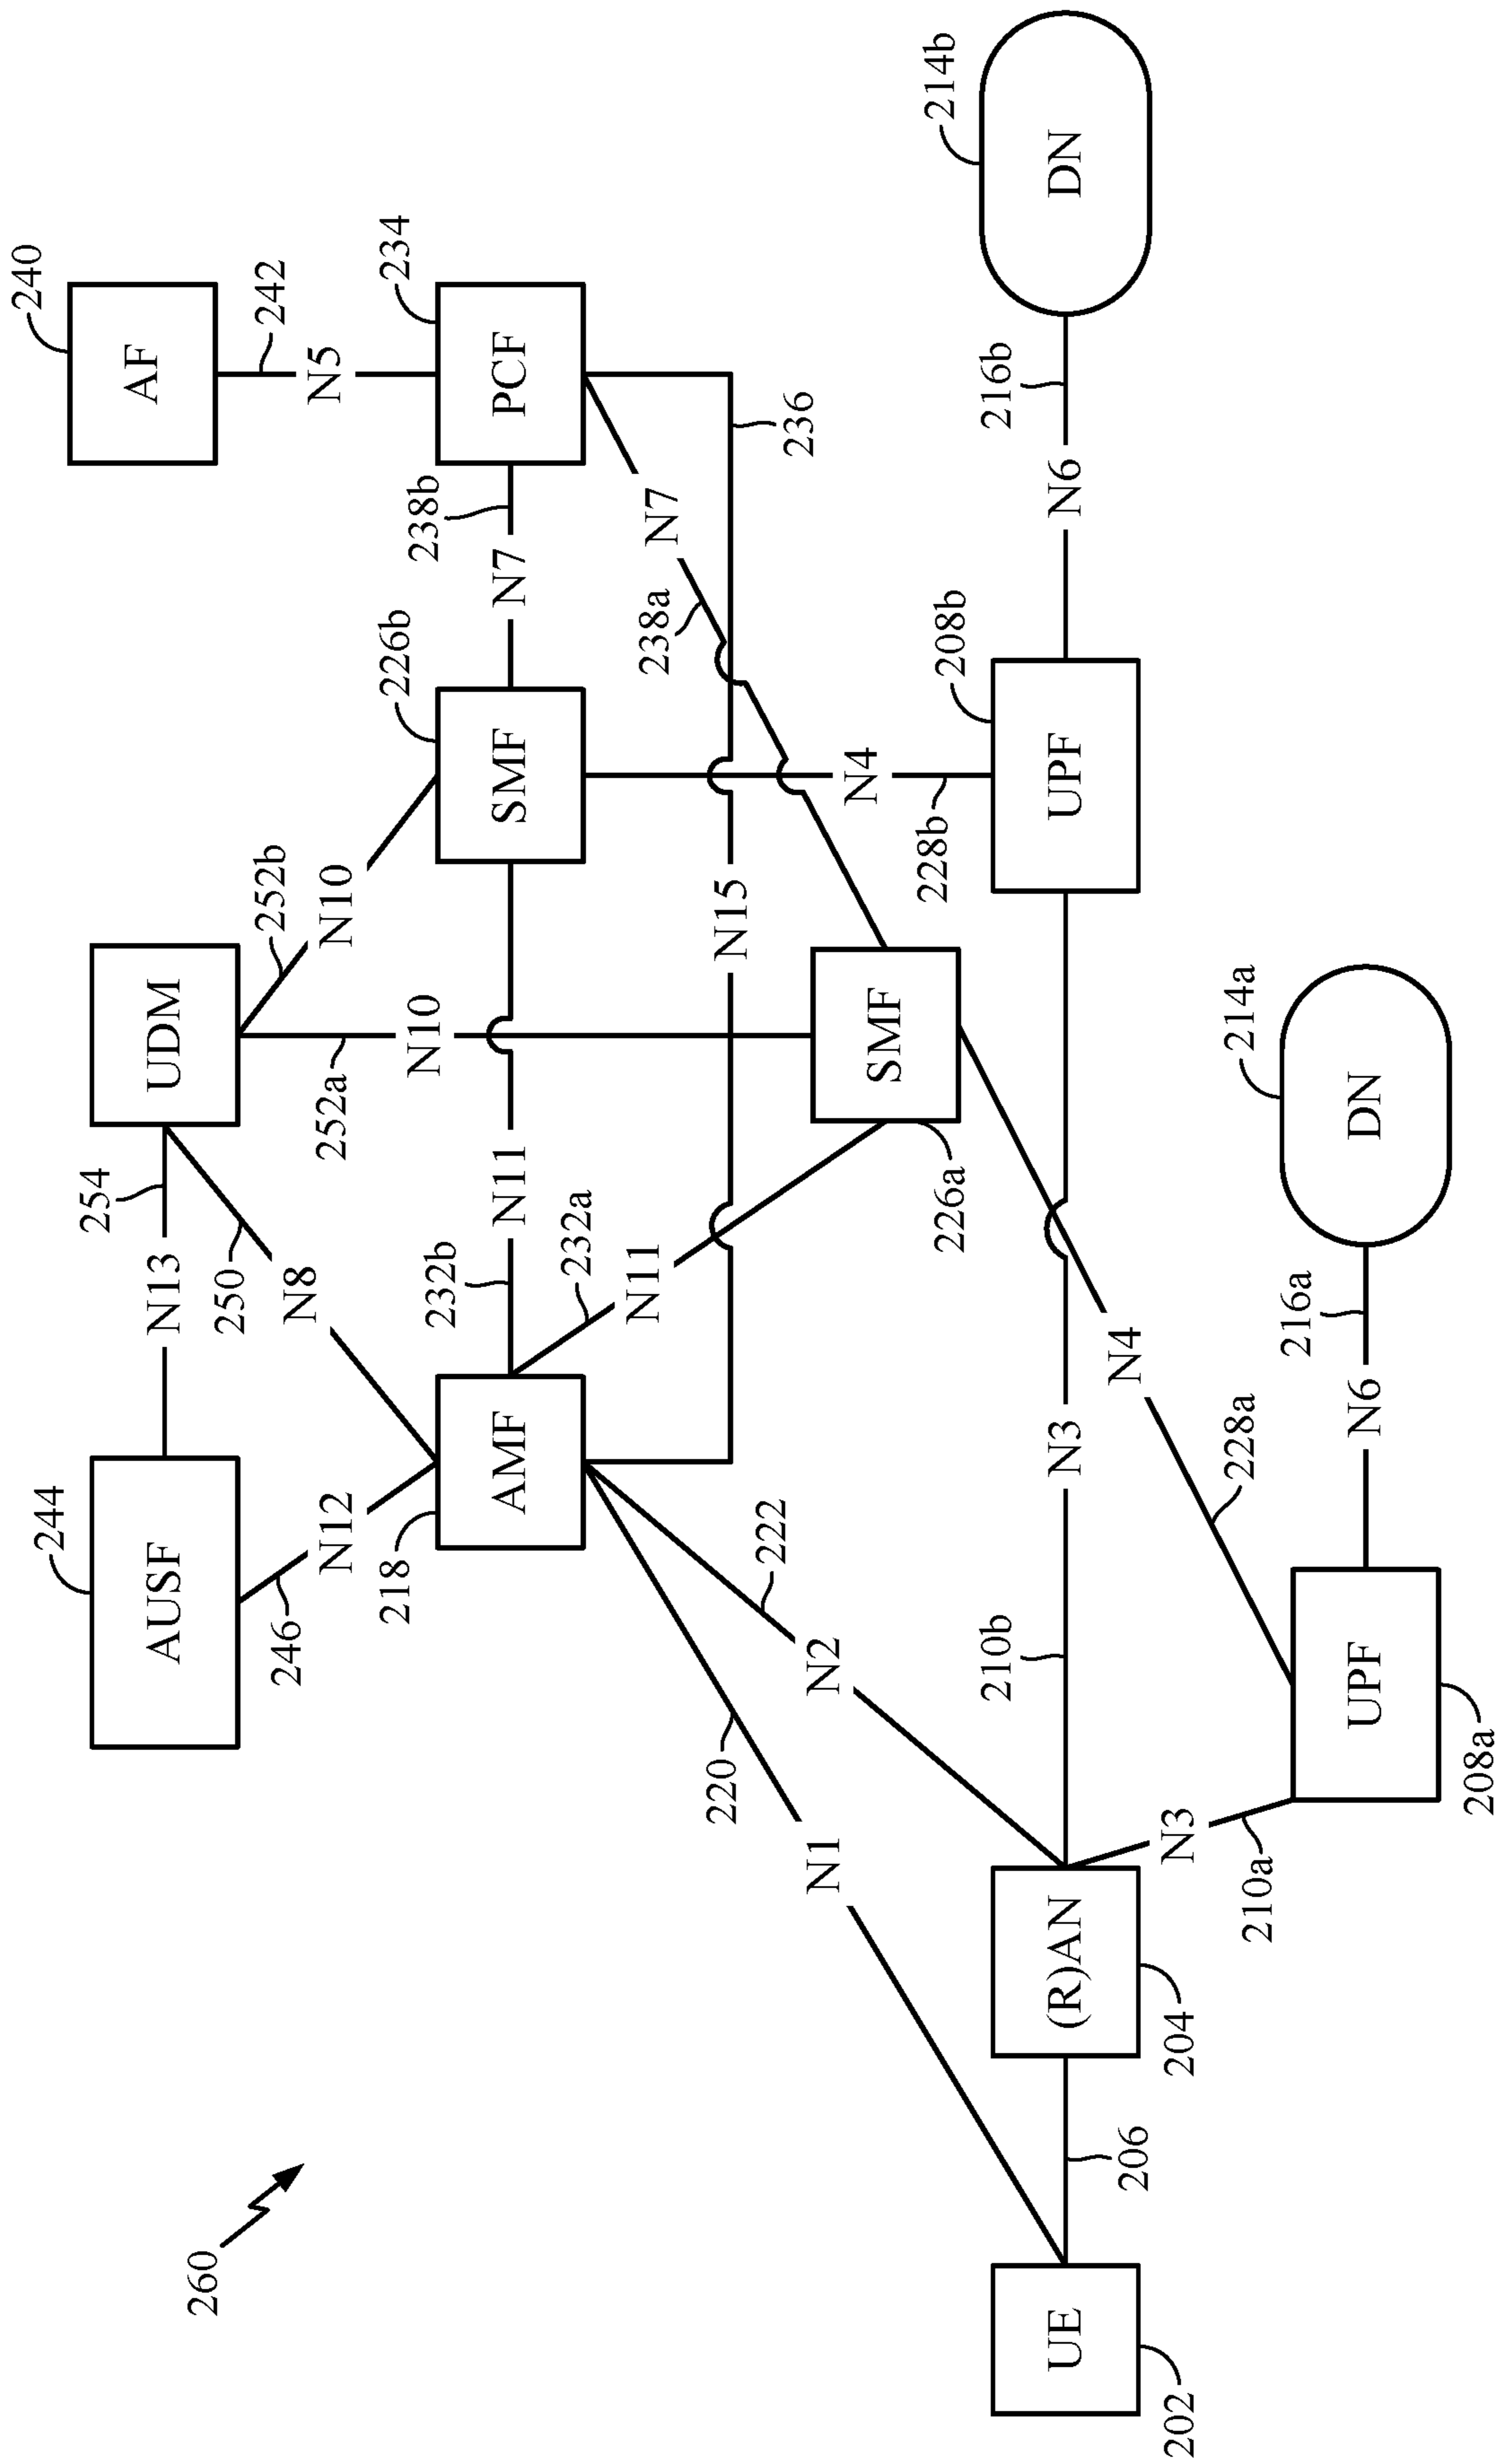 240
AF
242
N5
244
AUSF
N13
254
UDM
252b
N10
226b
234
238b
N7
PCF
SMF
246
N12
250
N8
252a
N10
218
AMF
232b
N11
232a
N11
N15
238a
N7
236
260
220
N1
222
N2
226a
SMF
228b
N4
208b
214b
210b
N3
216b
N6
UE
206
(R)AN
UPF
DN
202
204
210a
N3
N4
228a
216a
214a
UPF
N6
DN
208a